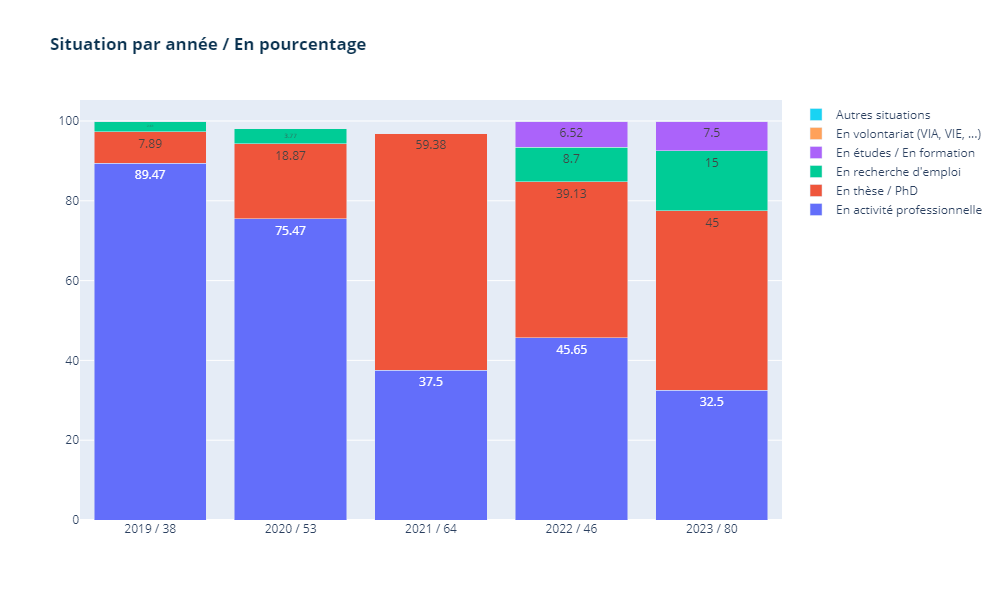 Situation par année / En pourcentage
100
80
60
40
20
0
7.89
89.47
3.77
18.87
75.47
59.38
37.5
6.52
8.7
39.13
45.65
7.5
15
45
32.5
2019 / 38
2020 / 53
2021 / 64
2022 / 46
2023 / 80
Autres situations
En volontariat (VIA, VIE, ...)
En études / En formation
En recherche d'emploi
En thèse / PhD
En activité professionnelle